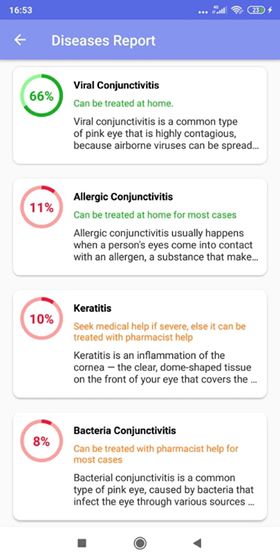 16:53
23
Diseases Report
66%
Viral Conjunctivitis
Can be treated at home.
Viral conjunctivitis is a common type
of pink eye that is highly contagious,
because airborne viruses can be spread...
11%
Allergic Conjunctivitis
Can be treated at home for most cases
Allergic conjunctivitis usually happens
when a person's eyes come into contact
with an allergen, a substance that make...
10%
Keratitis
Seek medical help if severe, else it can be
treated with pharmacist help
Keratitis is an inflammation of the
cornea — the clear, dome-shaped tissue
on the front of your eye that covers the ...
8%
Bacteria Conjunctivitis
Can be treated with pharmacist help for
most cases
Bacterial conjunctivitis is a common
type of pink eye, caused by bacteria that
infect the eye through various sources ...